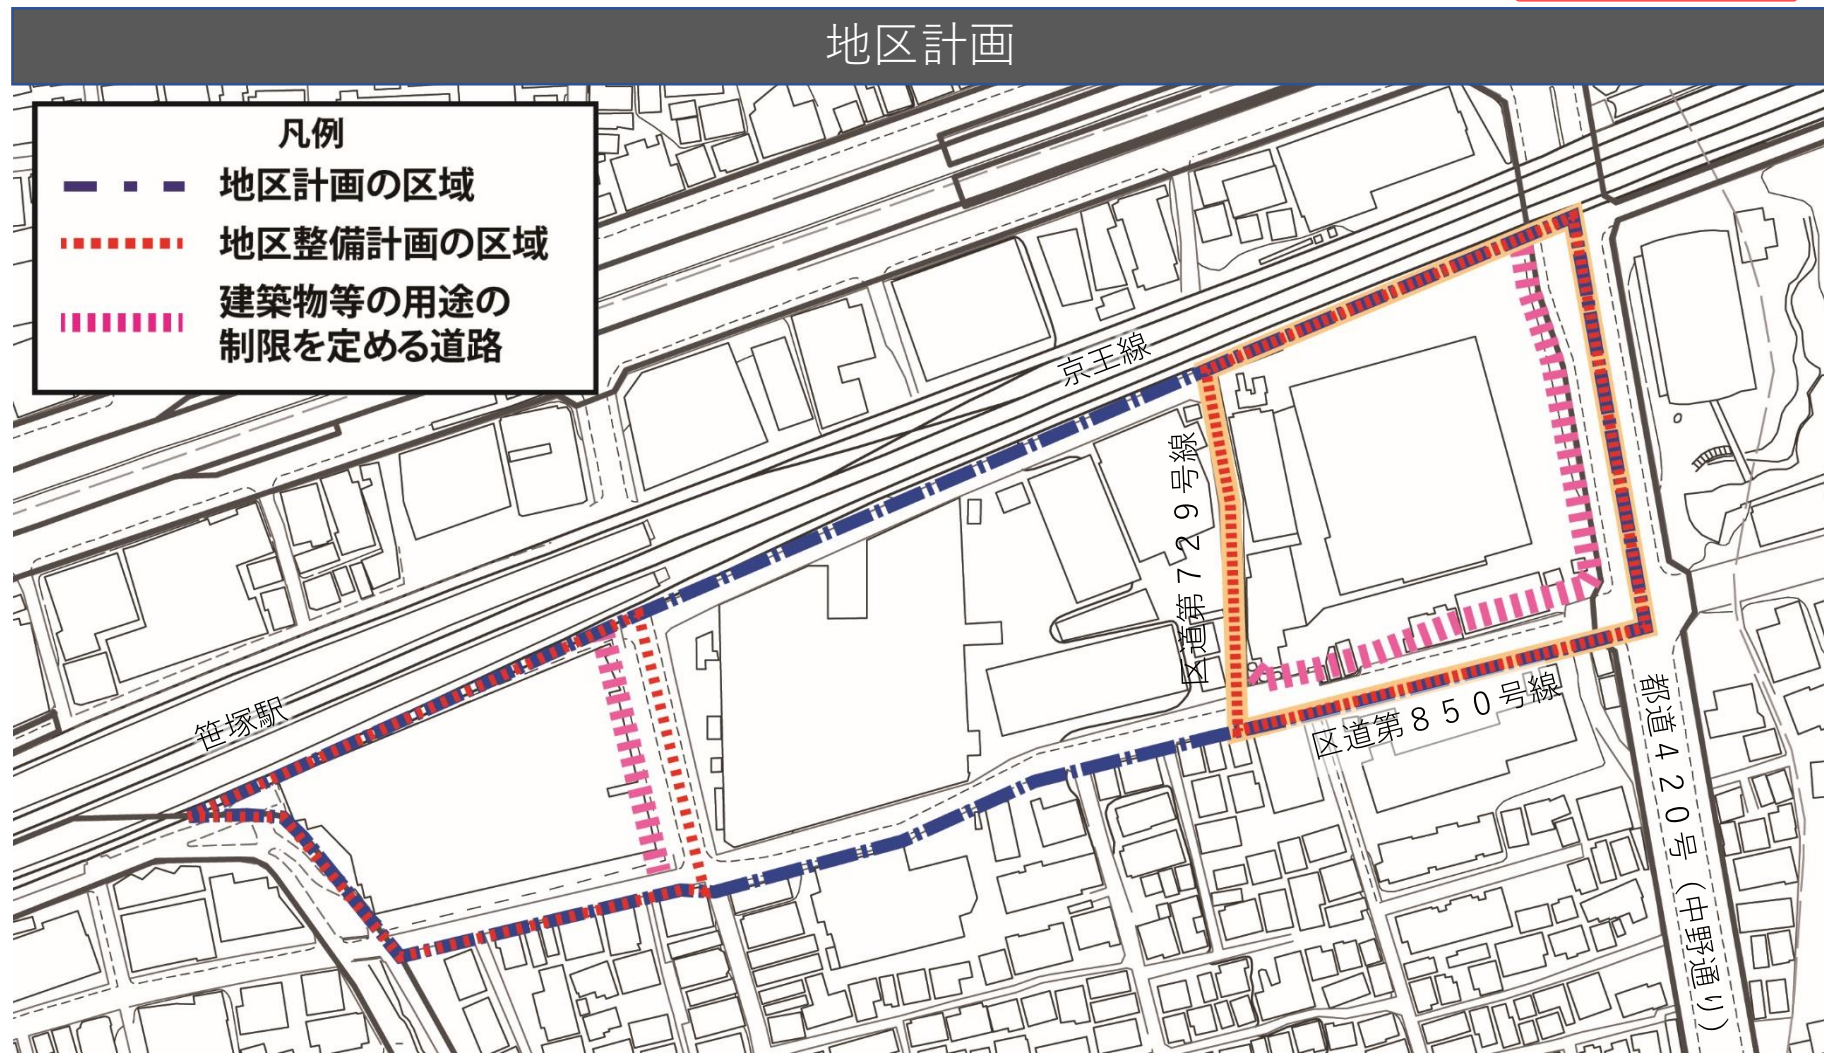 地区計画
凡例
地区計画の区域
地区整備計画の区域
建築物等の用途の
制限を定める道路
京王線
区道第７２９号線
笹塚駅
区道第８５０号線
都道４２０号（中野通り）